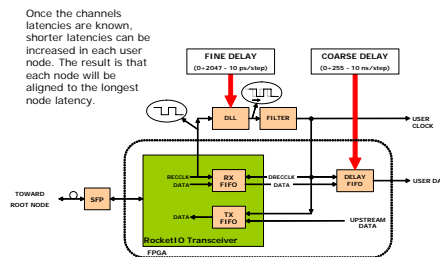 Once the channels
latencies are known,
shorter latencies can be
increased in each user
node. The result is that
each node will be
aligned to the longest
node latency.
FINE DELAY
(0÷2047 - 10 ps/step)
COARSE DELAY
(0÷255 - 10 ns/step)
DLL
FILTER
USER
CLOCK
RECCLK
DATA
RX
FIFO
DRECCLK
DATA
DELAY
FIFO
USER DA
TOWARD
ROOT NODE
SFP
DATA
TX
FIFO
UPSTREAM
DATA
RocketIO Transceiver
FPGA